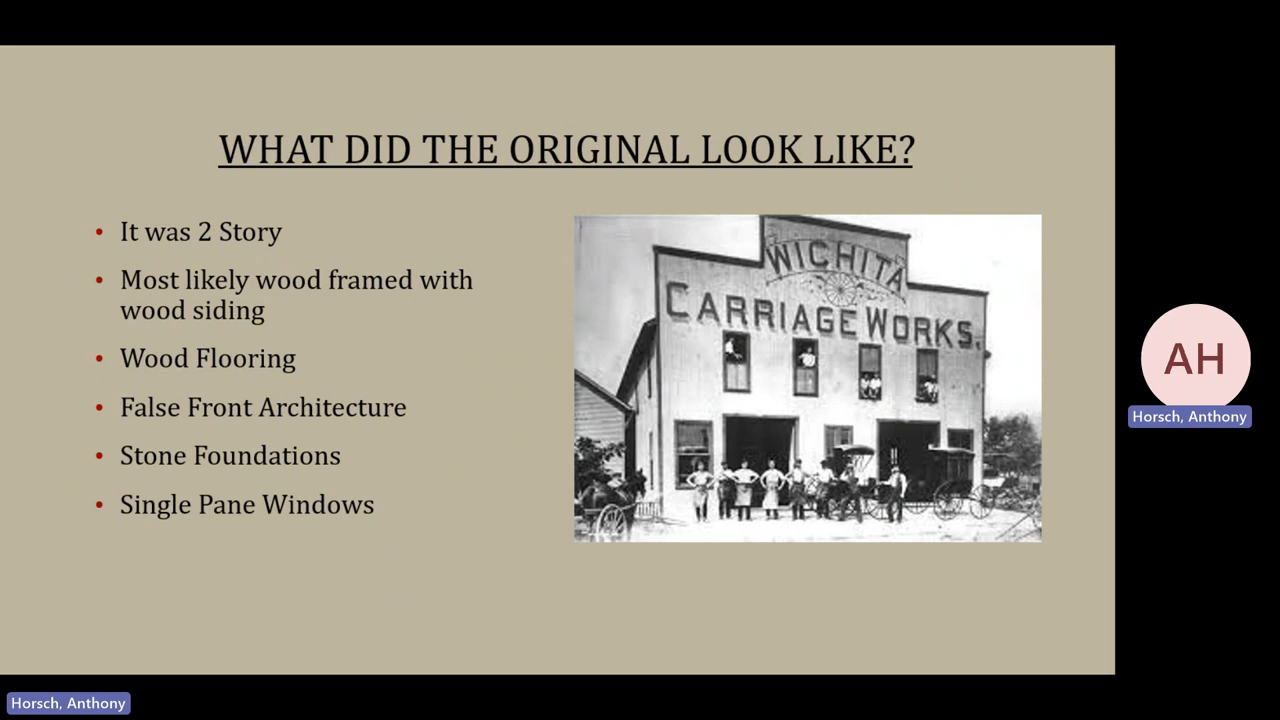 WHAT DID THE ORIGINAL LOOK LIKE?
• It was 2 Story
• Most likely wood framed with
wood siding
• Wood Flooring
• False Front Architecture
• Stone Foundations
• Single Pane Windows
WICHITA
CARRIAGE WORKS.
AH
Horsch, Anthony
Horsch, Anthony